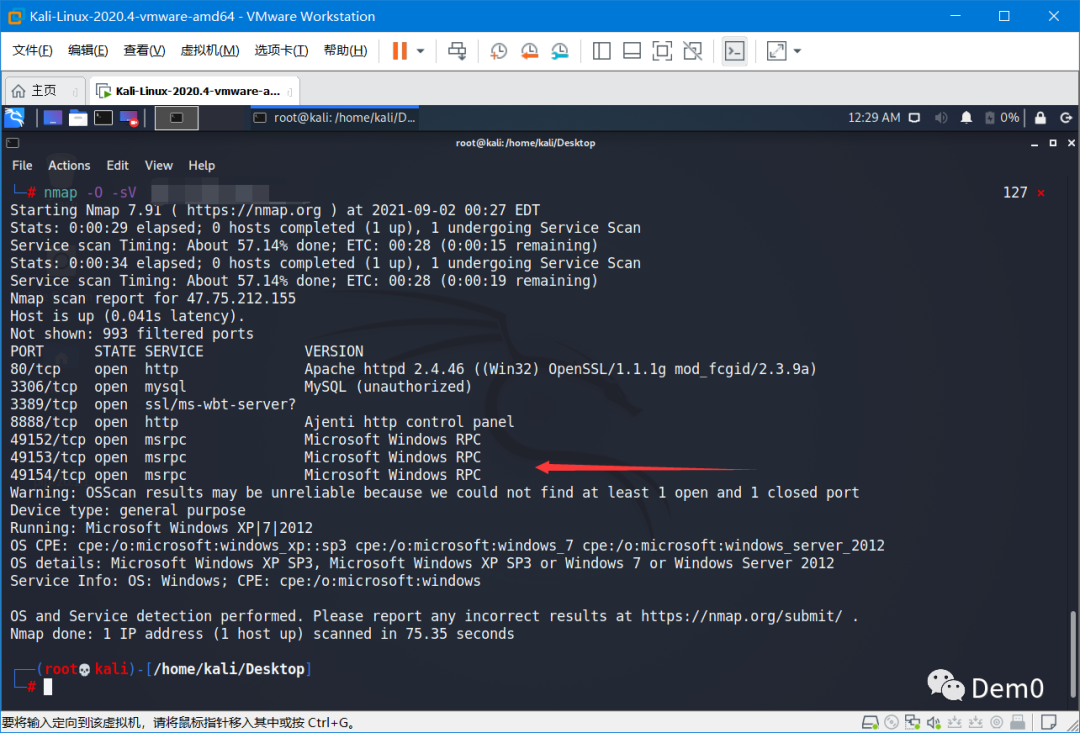 Kali-Linux-2020.4-vmware-amd64 - VMware Workstation
文件(F) 编辑(E) 查看(V) 虚拟机(M) 选项卡(T) 帮助(H)
主页 Kali-Linux-2020.4-vmware-a...
root@kali: /home/kali/D... 12:29 AM 0%
root@kali:/home/kali/Desktop
File Actions Edit View Help
└─# nmap -O -sV 127 ×
Starting Nmap 7.91 ( https://nmap.org ) at 2021-09-02 00:27 EDT
Stats: 0:00:29 elapsed; 0 hosts completed (1 up), 1 undergoing Service Scan
Service scan Timing: About 57.14% done; ETC: 00:28 (0:00:15 remaining)
Stats: 0:00:34 elapsed; 0 hosts completed (1 up), 1 undergoing Service Scan
Service scan Timing: About 57.14% done; ETC: 00:28 (0:00:19 remaining)
Nmap scan report for 47.75.212.155
Host is up (0.041s latency).
Not shown: 993 filtered ports
PORT STATE SERVICE VERSION
80/tcp open http Apache httpd 2.4.46 ((Win32) OpenSSL/1.1.1g mod_fcgid/2.3.9a)
3306/tcp open mysql MySQL (unauthorized)
3389/tcp open ssl/ms-wbt-server?
8888/tcp open http Ajenti http control panel
49152/tcp open msrpc Microsoft Windows RPC
49153/tcp open msrpc Microsoft Windows RPC
49154/tcp open msrpc Microsoft Windows RPC
Warning: OSScan results may be unreliable because we could not find at least 1 open and 1 closed port
Device type: general purpose
Running: Microsoft Windows XP|7|2012
OS CPE: cpe:/o:microsoft:windows_xp::sp3 cpe:/o:microsoft:windows_7 cpe:/o:microsoft:windows_server_2012
OS details: Microsoft Windows XP SP3, Microsoft Windows XP SP3 or Windows 7 or Windows Server 2012
Service Info: OS: Windows; CPE: cpe:/o:microsoft:windows
OS and Service detection performed. Please report any incorrect results at https://nmap.org/submit/ .
Nmap done: 1 IP address (1 host up) scanned in 75.35 seconds
┌──(root💀kali)-[/home/kali/Desktop]
└─#
Dem0
要将输入定向到该虚拟机，请将鼠标指针移入其中或按 Ctrl+G。